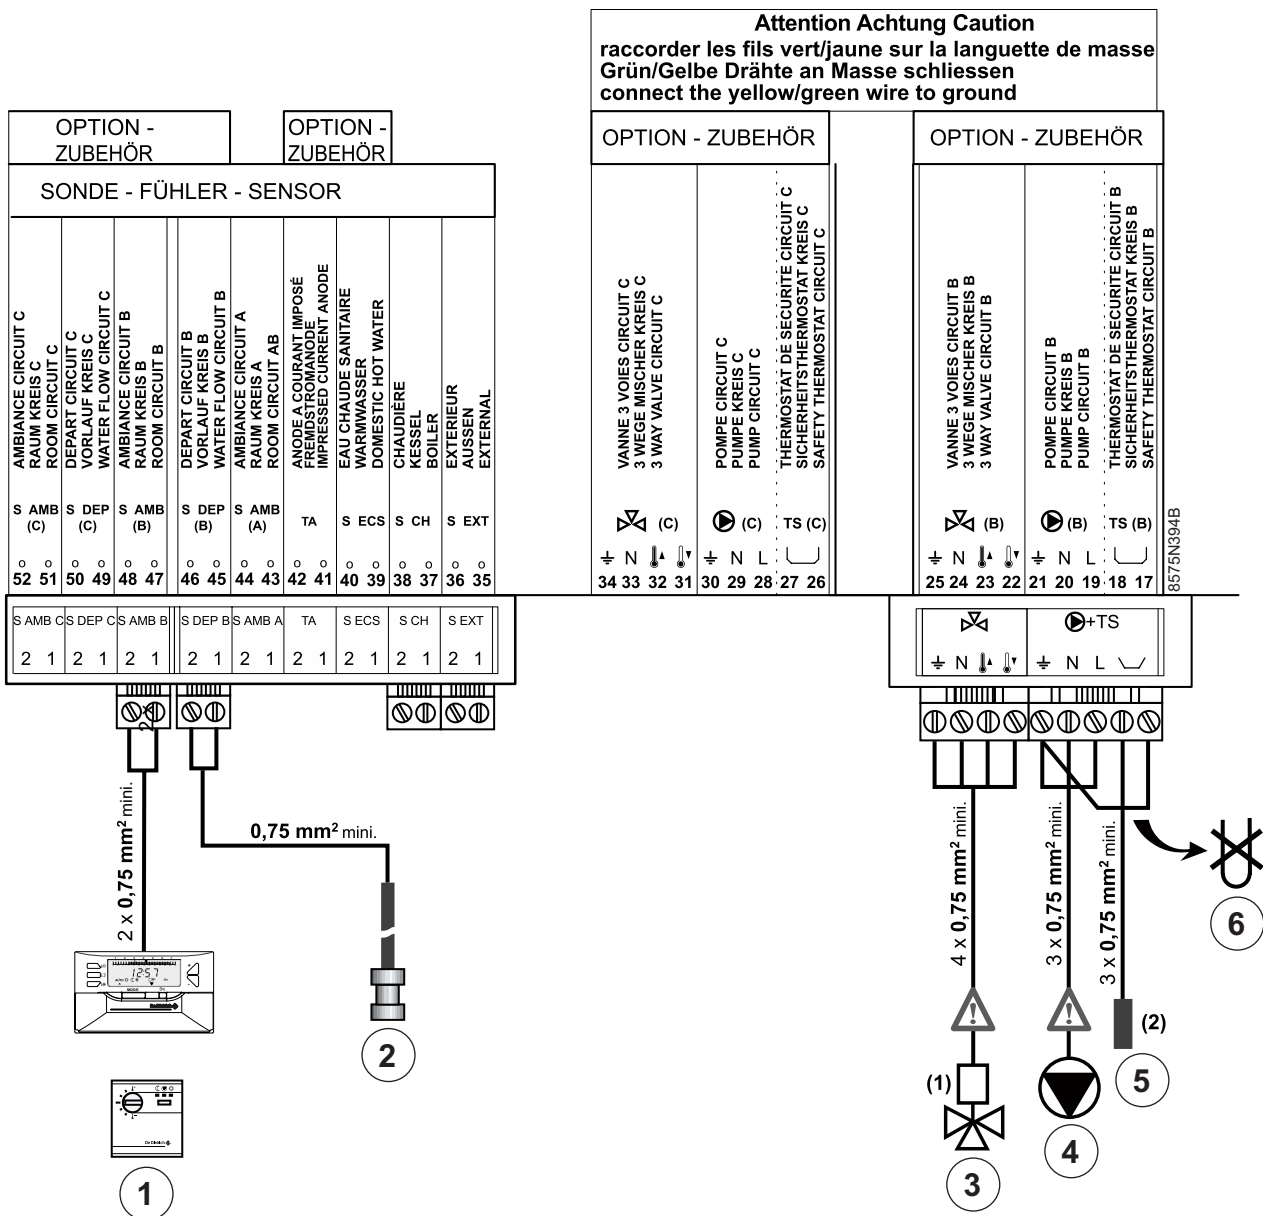 Attention Achtung Caution
raccorder les fils vert/jaune sur la languette de masse
Grün/Gelbe Drähte an Masse schliessen
connect the yellow/green wire to ground
OPTION -
ZUBEHÖR
OPTION -
ZUBEHÖR
OPTION - ZUBEHÖR
OPTION - ZUBEHÖR
SONDE - FÜHLER - SENSOR
AMBIANCE CIRCUIT C
RAUM KREIS C
ROOM CIRCUIT C
DEPART CIRCUIT C
VORLAUF KREIS C
WATER FLOW CIRCUIT C
AMBIANCE CIRCUIT B
RAUM KREIS B
ROOM CIRCUIT B
DEPART CIRCUIT B
VORLAUF KREIS B
WATER FLOW CIRCUIT B
AMBIANCE CIRCUIT A
RAUM KREIS A
ROOM CIRCUIT AB
ANODE A COURANT IMPOSÉ
FREMDSTROMANODE
IMPRESSED CURRENT ANODE
EAU CHAUDE SANITAIRE
WARMWASSER
DOMESTIC HOT WATER
CHAUDIÈRE
KESSEL
BOILER
EXTERIEUR
AUSSEN
EXTERNAL
VANNE 3 VOIES CIRCUIT C
3 WEGE MISCHER KREIS C
3 WAY VALVE CIRCUIT C
POMPE CIRCUIT C
PUMPE KREIS C
PUMP CIRCUIT C
THERMOSTAT DE SECURITE CIRCUIT C
SICHERHEITSTHERMOSTAT KREIS C
SAFETY THERMOSTAT CIRCUIT C
VANNE 3 VOIES CIRCUIT B
3 WEGE MISCHER KREIS B
3 WAY VALVE CIRCUIT B
POMPE CIRCUIT B
PUMPE KREIS B
PUMP CIRCUIT B
THERMOSTAT DE SECURITE CIRCUIT B
SICHERHEITSTHERMOSTAT KREIS B
SAFETY THERMOSTAT CIRCUIT B
8575N394B
S AMB (C) S DEP (C) S AMB (B) S DEP (B) S AMB (A) TA S ECS S CH S EXT
(C) (C) TS (C)
(B) (B) TS (B)
N N L
N N L
52 51 50 49 48 47 46 45 44 43 42 41 40 39 38 37 36 35
34 33 32 31 30 29 28 27 26
25 24 23 22 21 20 19 18 17
S AMB C S DEP C S AMB B S DEP B S AMB A TA S ECS S CH S EXT
2 1 2 1 2 1 2 1 2 1 2 1 2 1 2 1 2 1
+TS
N N L
2 x
2 x 0,75 mm² mini.
0,75 mm² mini.
4 x 0,75 mm² mini.
3 x 0,75 mm² mini.
3 x 0,75 mm² mini.
12:57
MODE
De Dietrich
De Dietrich
(1)
(2)
1
2
3
4
5
6